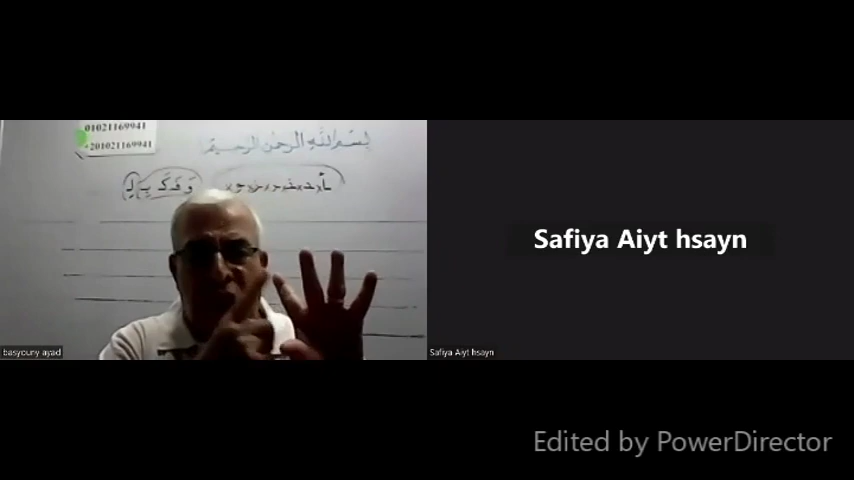 01021169941
+201021169941
بسم الله الرحمن الرحيم
وَ فَ كَ بِ لِ
Safiya Aiyt hsayn
basyouny ayad
Safiya Aiyt hsayn
Edited by PowerDirector